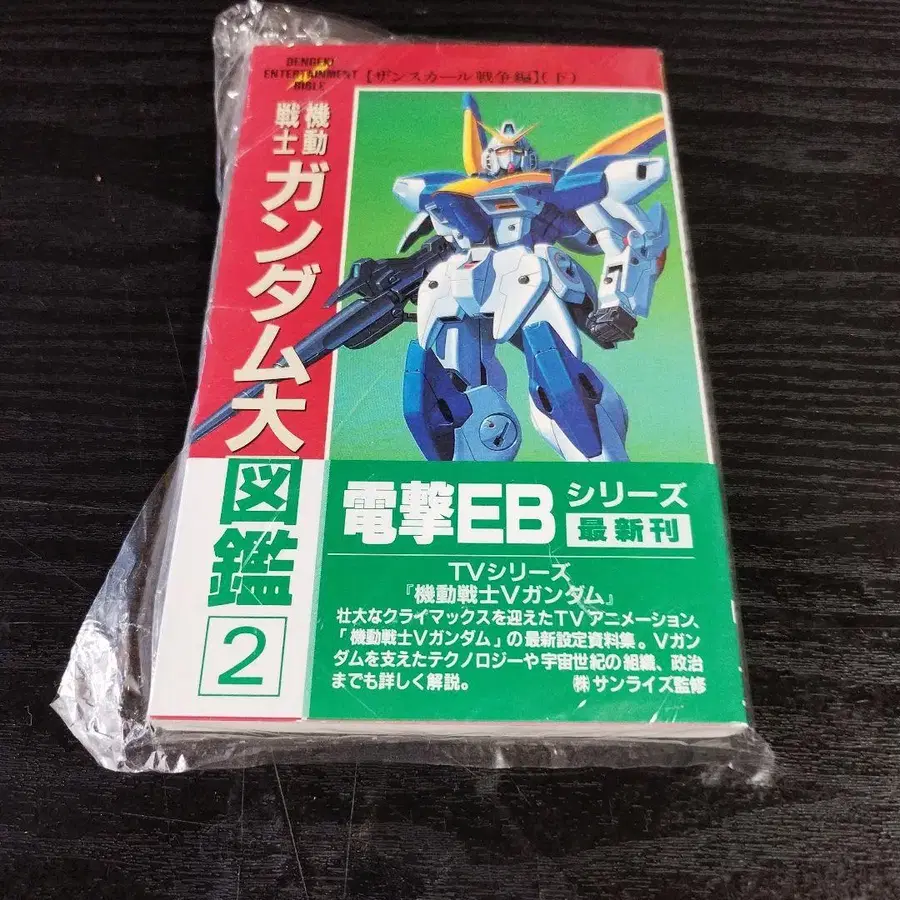 DENGEKI
ENTERTAINMENT
BIBLE
【ザンスカール戦争編】(下)
機動
戦士
ガンダム大
図鑑
2
電撃EB
シリーズ
最新刊
TVシリーズ
『機動戦士Vガンダム』
壮大なクライマックスを迎えたTVアニメーション、
「機動戦士Vガンダム」の最新設定資料集。Vガン
ダムを支えたテクノロジーや宇宙世紀の組織、政治
までも詳しく解説。 ㈱サンライズ監修